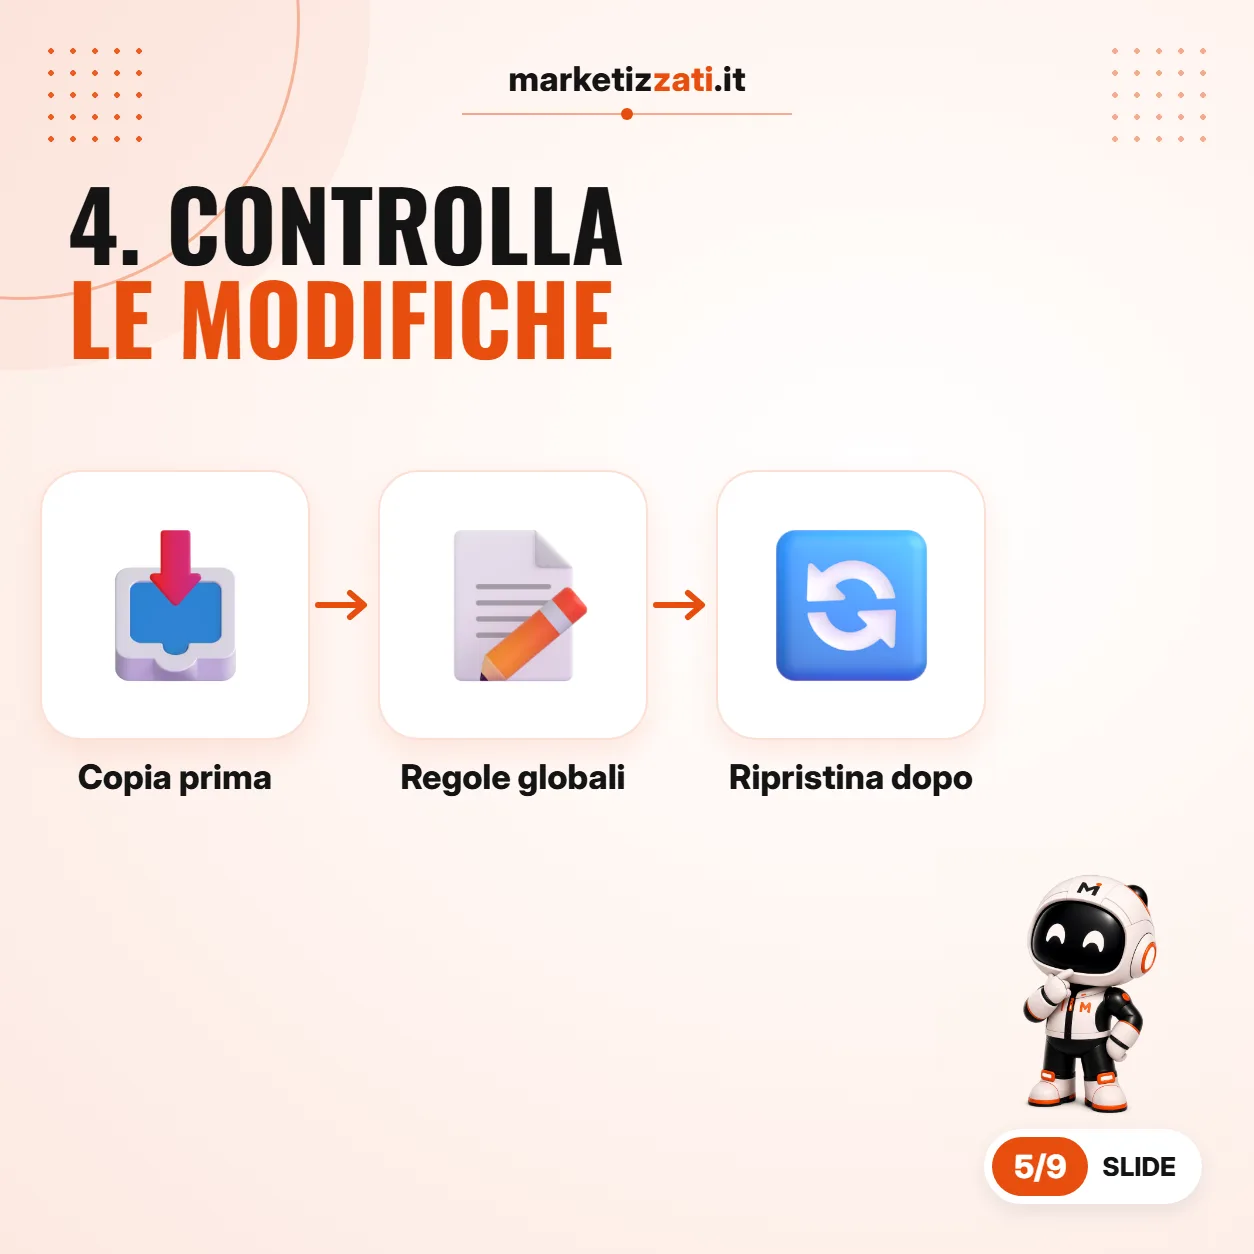 marketizzati.it
4. CONTROLLA
LE MODIFICHE
Copia prima
Regole globali
Ripristina dopo
M
M
5/9 SLIDE